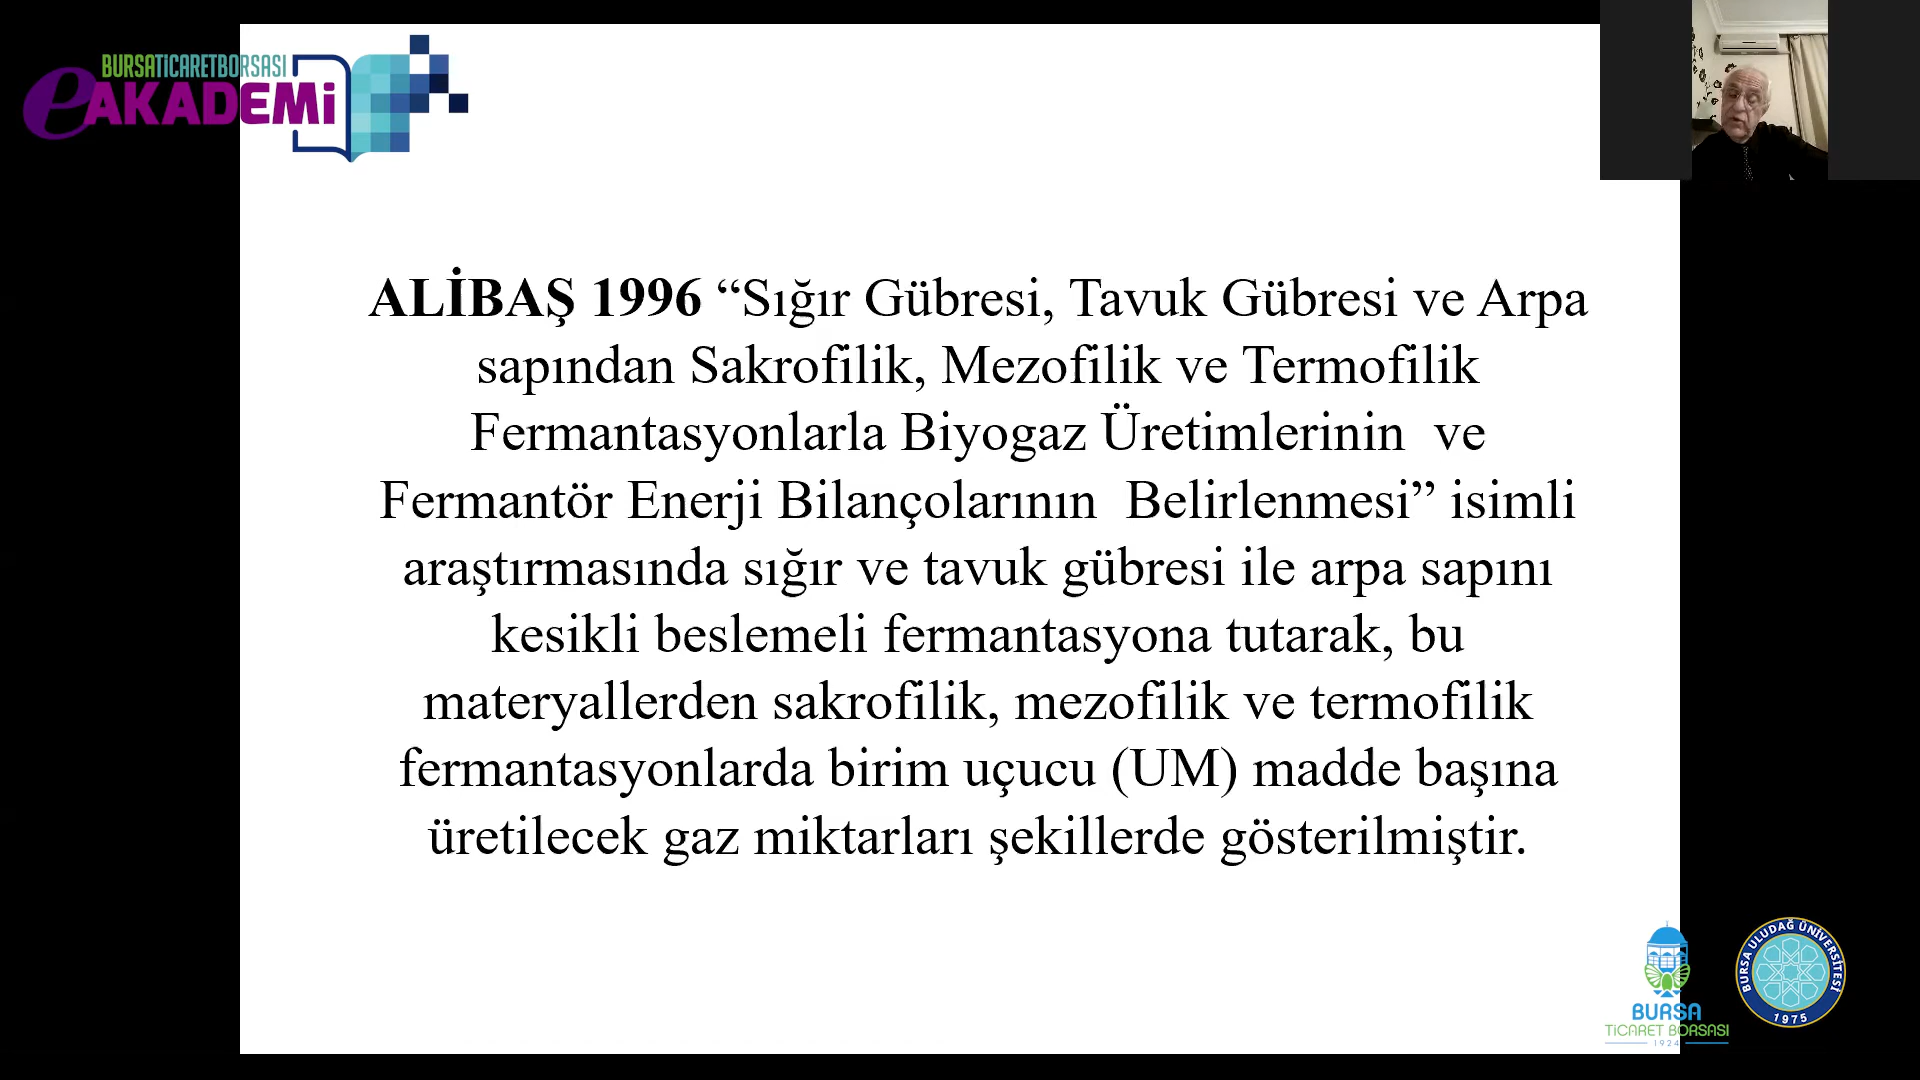 BURSATİCARETBORSASI
eAKADEMİ
ALİBAŞ 1996 “Sığır Gübresi, Tavuk Gübresi ve Arpa
sapından Sakrofilik, Mezofilik ve Termofilik
Fermantasyonlarla Biyogaz Üretimlerinin ve
Fermantör Enerji Bilançolarının Belirlenmesi” isimli
araştırmasında sığır ve tavuk gübresi ile arpa sapını
kesikli beslemeli fermantasyona tutarak, bu
materyallerden sakrofilik, mezofilik ve termofilik
fermantasyonlarda birim uçucu (UM) madde başına
üretilecek gaz miktarları şekillerde gösterilmiştir.
BURSA
TİCARET BORSASI
1924
BURSA ULUDAĞ ÜNİVERSİTESİ
1975